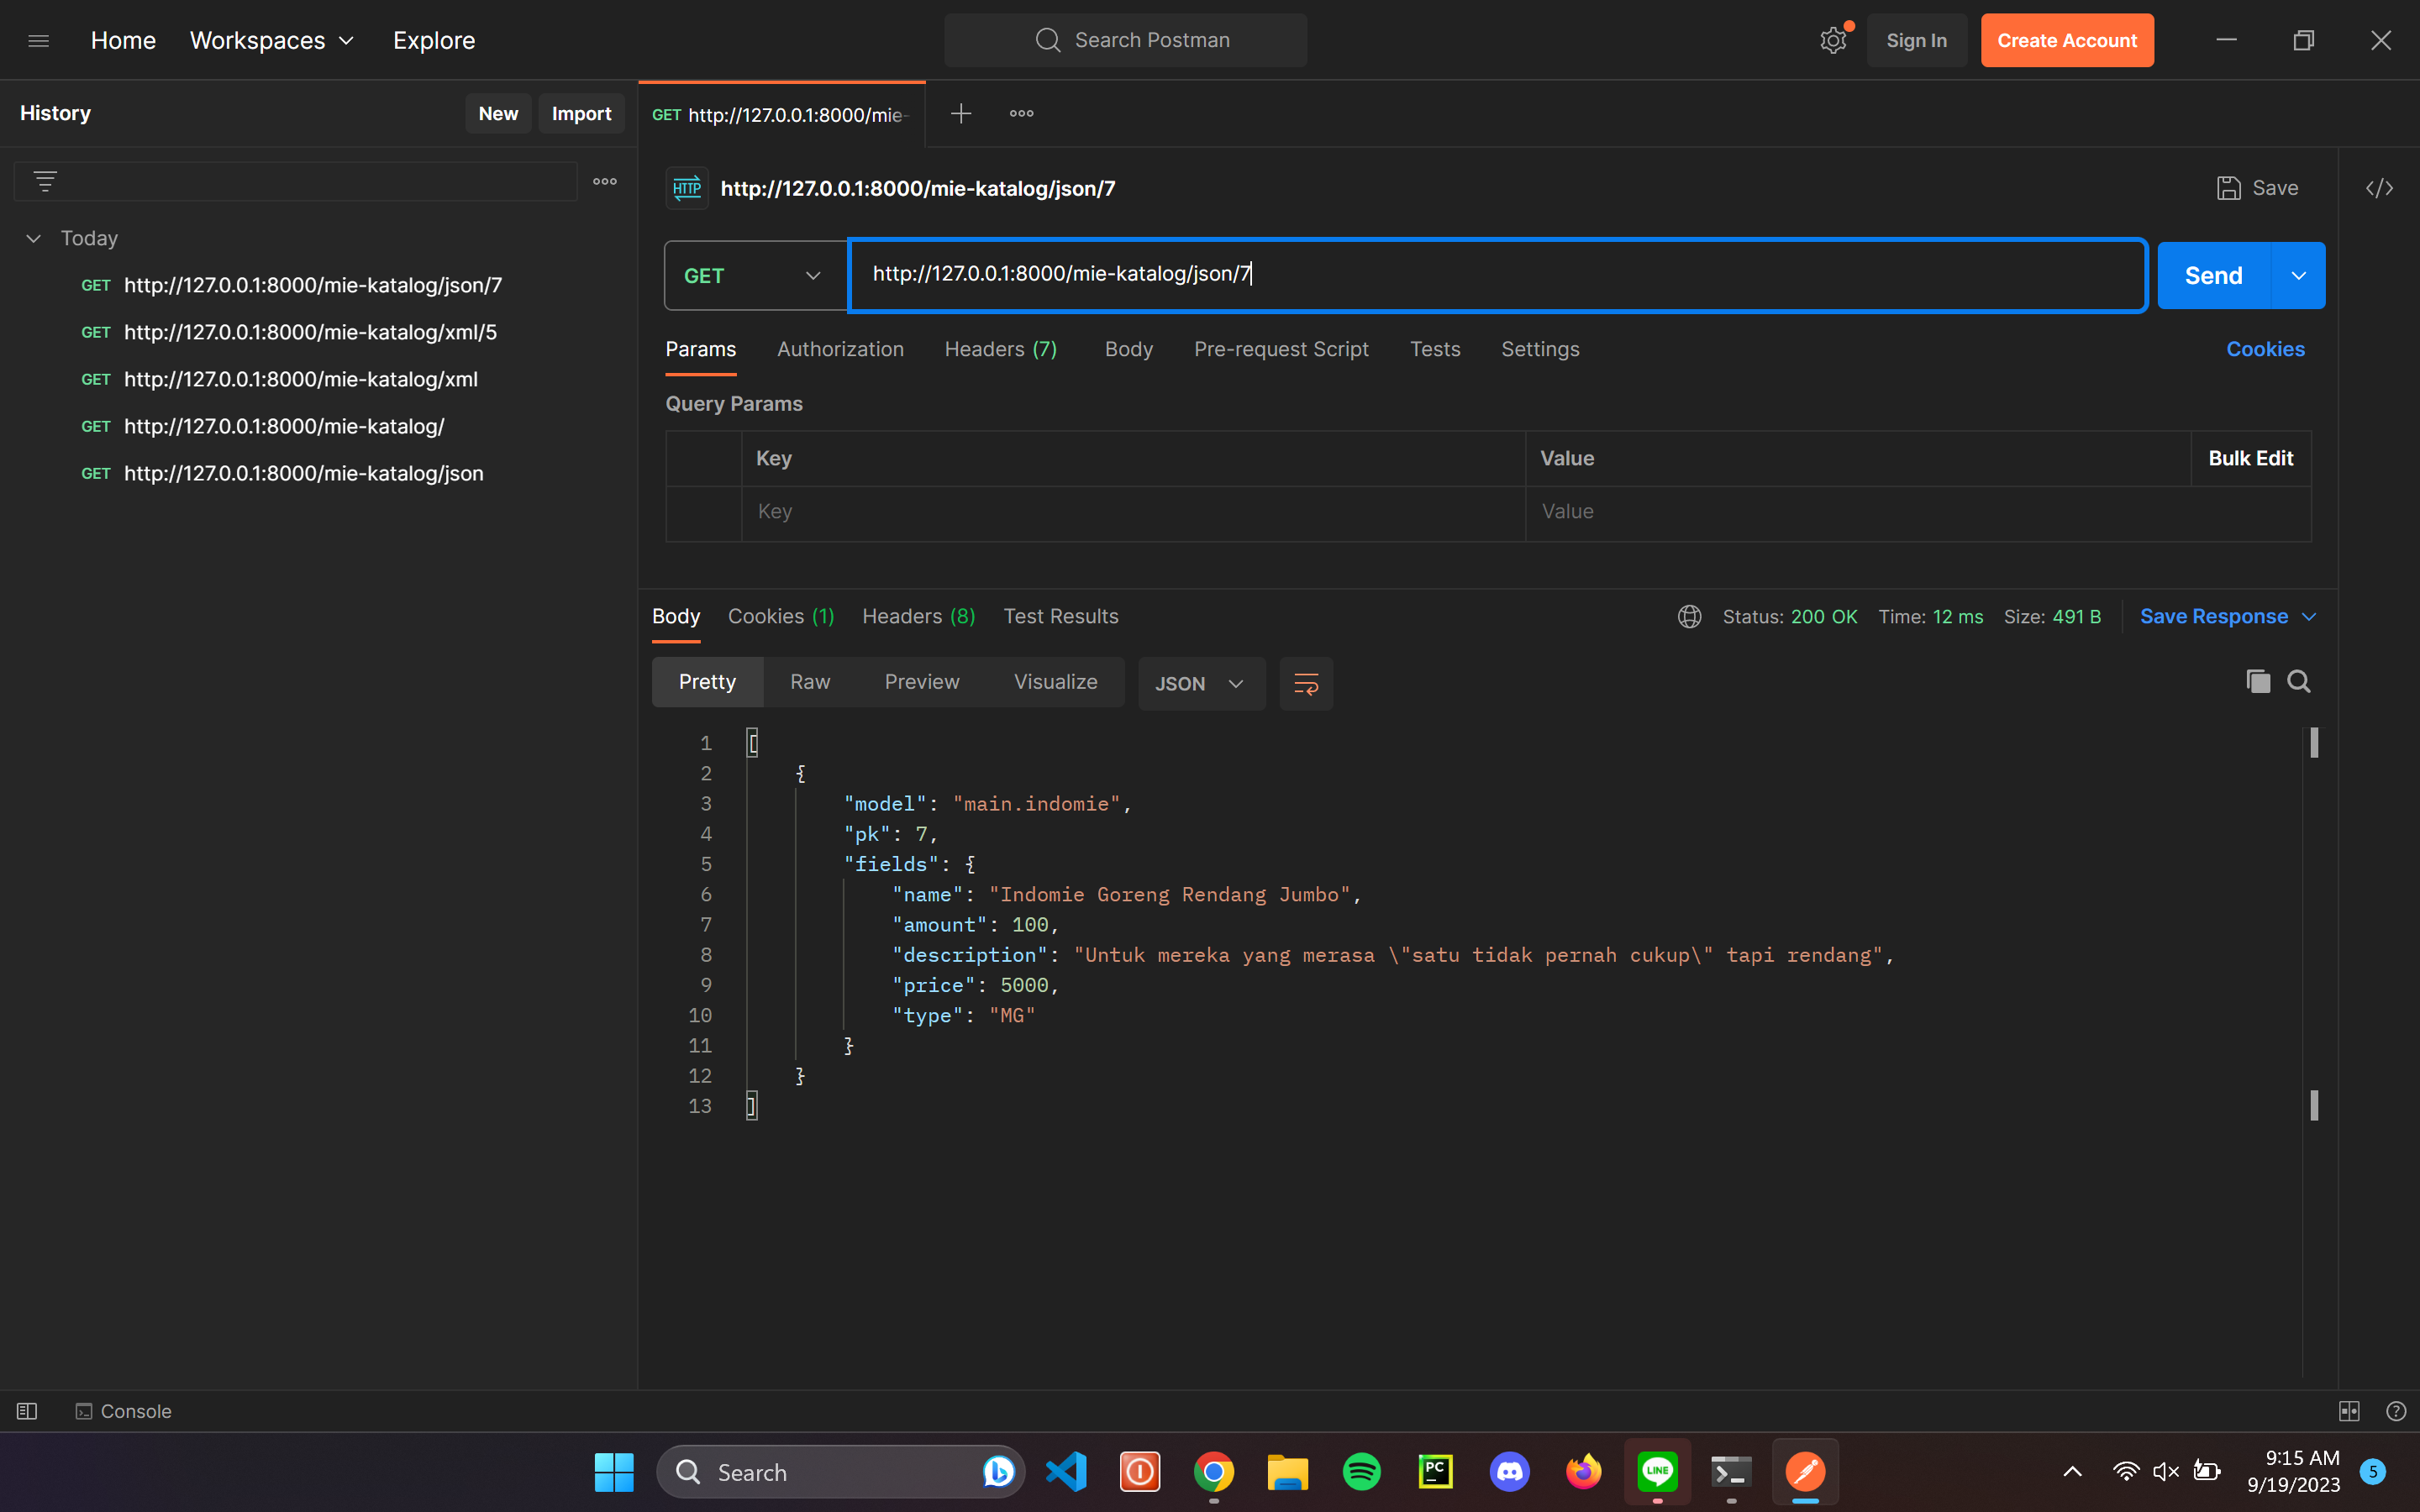 Home Workspaces Explore Search Postman Sign In Create Account
History New Import
GET http://127.0.0.1:8000/mie-
HTTP http://127.0.0.1:8000/mie-katalog/json/7 Save </>
Today
GET http://127.0.0.1:8000/mie-katalog/json/7
GET http://127.0.0.1:8000/mie-katalog/xml/5
GET http://127.0.0.1:8000/mie-katalog/xml
GET http://127.0.0.1:8000/mie-katalog/
GET http://127.0.0.1:8000/mie-katalog/json
GET http://127.0.0.1:8000/mie-katalog/json/7 Send
Params Authorization Headers (7) Body Pre-request Script Tests Settings Cookies
Query Params
Key Value Bulk Edit
Key Value
Body Cookies (1) Headers (8) Test Results Status: 200 OK Time: 12 ms Size: 491 B Save Response
Pretty Raw Preview Visualize JSON
1 [
2 {
3 "model": "main.indomie",
4 "pk": 7,
5 "fields": {
6 "name": "Indomie Goreng Rendang Jumbo",
7 "amount": 100,
8 "description": "Untuk mereka yang merasa \"satu tidak pernah cukup\" tapi rendang",
9 "price": 5000,
10 "type": "MG"
11 }
12 }
13 ]
Console
Search PC LINE 9:15 AM
9/19/2023 5